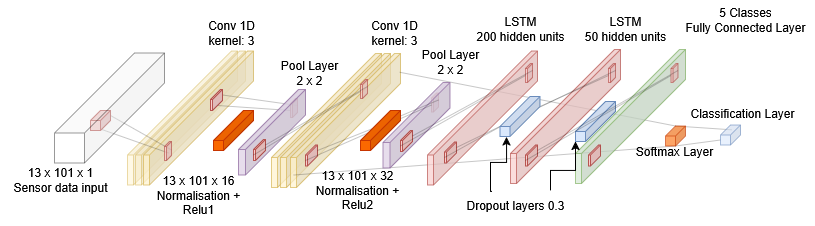 Conv 1D
kernel: 3
Conv 1D
kernel: 3
LSTM
200 hidden units
LSTM
50 hidden units
5 Classes
Fully Connected Layer
Pool Layer
2 x 2
Pool Layer
2 x 2
Classification Layer
Softmax Layer
13 x 101 x 1
Sensor data input
13 x 101 x 16
Normalisation +
Relu1
13 x 101 x 32
Normalisation +
Relu2
Dropout layers 0.3